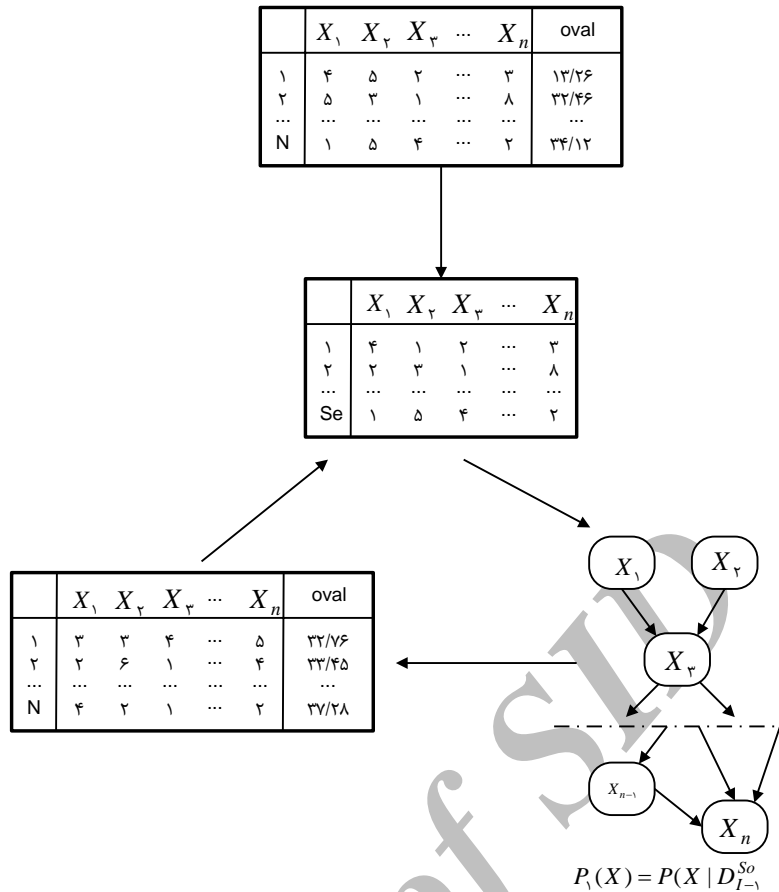 X۱ X۲ X۳ ... Xn oval
۱ ۴ ۵ ۲ ... ۳ ۱۳/۲۶
۲ ۵ ۳ ۱ ... ۸ ۳۲/۴۶
... ... ... ... ... ... ...
N ۱ ۵ ۴ ... ۲ ۳۴/۱۲
X۱ X۲ X۳ ... Xn
۱ ۴ ۱ ۲ ... ۳
۲ ۲ ۳ ۱ ... ۸
... ... ... ... ... ...
Se ۱ ۵ ۴ ... ۲
X۱ X۲
X۳
Xn-۱
Xn
X۱ X۲ X۳ ... Xn oval
۱ ۳ ۳ ۴ ... ۵ ۳۲/۷۶
۲ ۲ ۶ ۱ ... ۴ ۳۳/۴۵
... ... ... ... ... ... ...
N ۴ ۲ ۱ ... ۲ ۳۷/۲۸
P۱(X) = P(X | D^{So}_{I-۱}
of SID